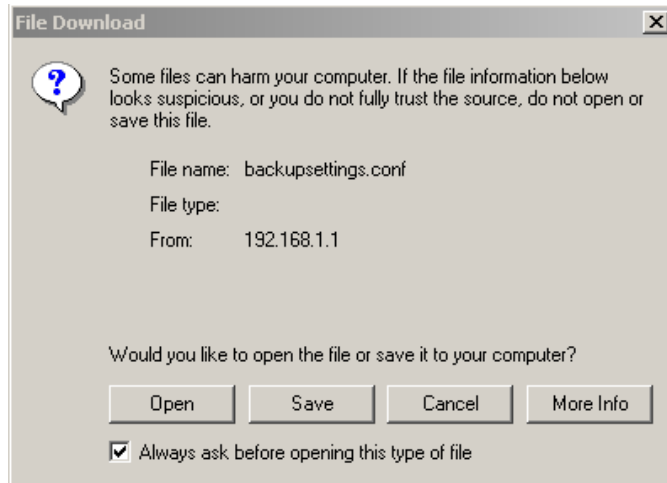 File Download
Some files can harm your computer. If the file information below
looks suspicious, or you do not fully trust the source, do not open or
save this file.
File name: backupsettings.conf
File type:
From: 192.168.1.1
Would you like to open the file or save it to your computer?
Open Save Cancel More Info
Always ask before opening this type of file